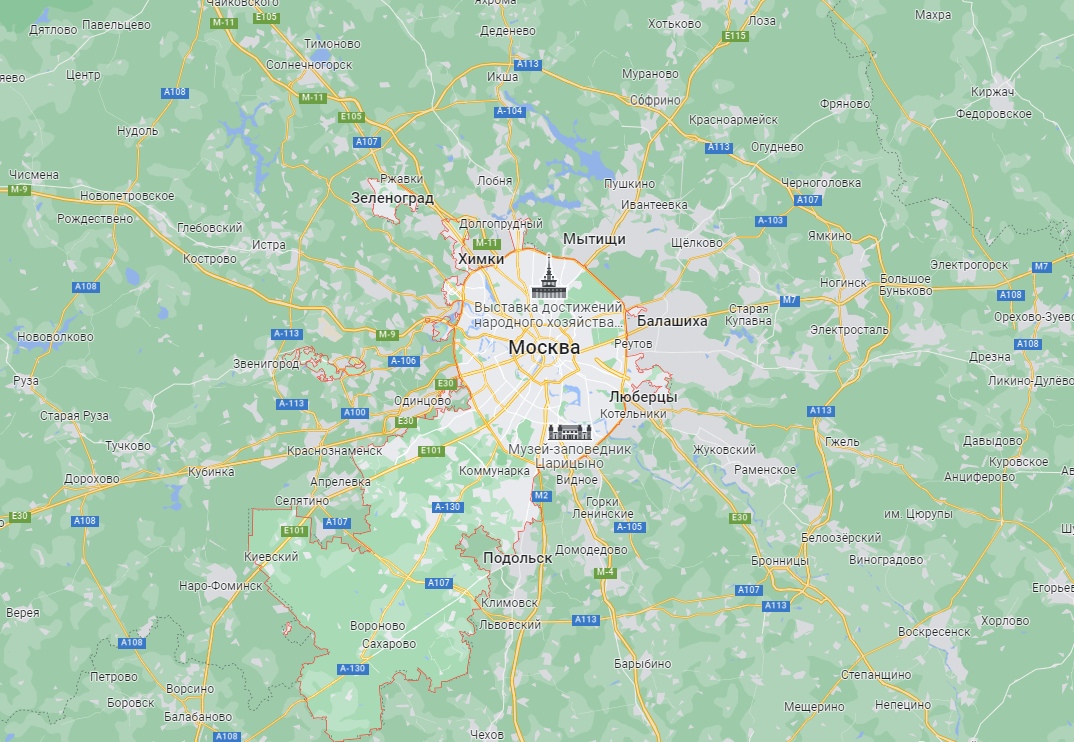 Чайковского
Яхрома
M-11
E105
Дятлово
Павельцево
Деденево
Хотьково
Лоза
Махра
E115
Тимоново
Солнечногорск
A113
Икша
Мураново
Центр
A108
M-11
Со́фрино
Киржач
Федоровское
Фряново
A-104
E105
Красноармейск
Нудоль
A107
A113
Огуднево
Чисмена
M-9
Ржавки
Лобня
Пушкино
Черноголовка
Новопетровское
Зеленоград
Ивантеевка
A107
Рождествено
Глебовский
Долгопрудный
A-103
Ямкино
Истра
M-11
Мытищи
Щёлково
Кострово
Химки
Электрогорск
M7
A108
Ногинск
Большое
Буньково
A108
Выставка достижений
народного хозяйства...
M7
Старая
Купавна
Орехово-Зуево
Балашиха
Электросталь
A-113
M-9
Нововолково
Москва
Реутов
A108
Звенигород
A-106
Дрезна
Руза
E30
Ликино-Дулёво
Одинцово
Люберцы
A-113
A100
Котельники
A113
Старая Руза
E30
Тучково
Краснознаменск
E101
Музей-заповедник
Царицыно
Жуковский
Гжель
Давыдово
Кубинка
Коммунарка
Раменское
Куровское
Дорохово
Апрелевка
Видное
Анциферово
Селятино
M2
A-130
Горки
Ленинские
E30
A108
A107
E101
A-105
E30
им. Цюрупы
Белоозёрский
Киевский
Подольск
Домодедово
Бронницы
Виноградово
M-4
Наро-Фоминск
A107
A107
Егорьевск
Верея
Климовск
A113
Львовский
A113
Хорлово
Вороново
Воскресенск
A108
Сахарово
Барыбино
A-130
Степанщино
Петрово
Ворсино
Боровск
Мещерино
Непецино
Балабаново
A108
Чехов